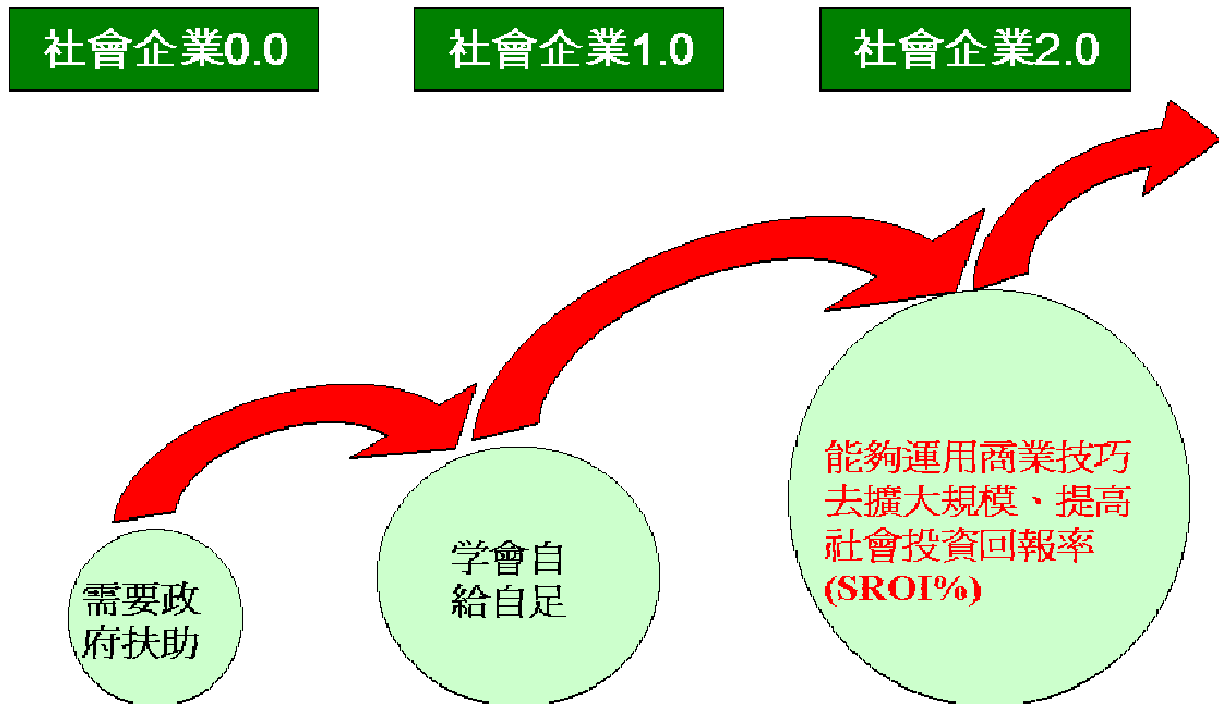 社會企業0.0
社會企業1.0
社會企業2.0
需要政
府扶助
学會自
給自足
能夠運用商業技巧
去擴大規模、提高
社會投資回報率
(SROI%)